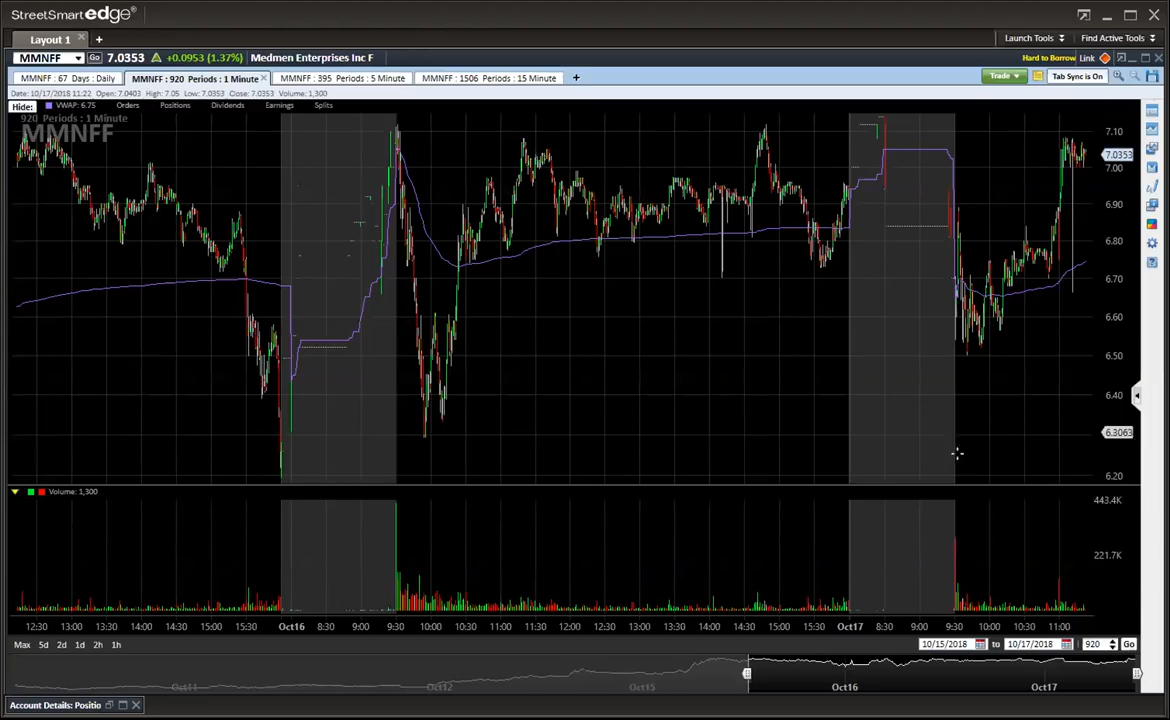 StreetSmartedge®
Layout 1
Launch Tools
Find Active Tools
MMNFF Go 7.0353 +0.0953 (1.37%) Medmen Enterprises Inc F
Hard to Borrow Link
MMNFF : 67 Days : Daily
MMNFF : 920 Periods : 1 Minute
MMNFF : 395 Periods : 5 Minute
MMNFF : 1506 Periods : 15 Minute
Trade
Tab Sync is On
Date: 10/17/2018 11:22 Open: 7.0403 High: 7.05 Low: 7.0353 Close: 7.0353 Volume: 1,300
Hide: VWAP: 6.75 Orders Positions Dividends Earnings Splits
920 Periods : 1 Minute
MMNFF
7.10
7.0353
7.00
6.90
6.80
6.70
6.60
6.50
6.40
6.3063
6.20
Volume: 1,300
443.4K
221.7K
12:30 13:00 13:30 14:00 14:30 15:00 15:30 Oct16 8:30 9:00 9:30 10:00 10:30 11:00 11:30 12:00 12:30 13:00 13:30 14:00 14:30 15:00 15:30 Oct17 8:30 9:00 9:30 10:00 10:30 11:00
Max 5d 2d 1d 2h 1h
10/15/2018 to 10/17/2018 920 Go
Oct11 Oct12 Oct15 Oct16 Oct17
Account Details: Positio